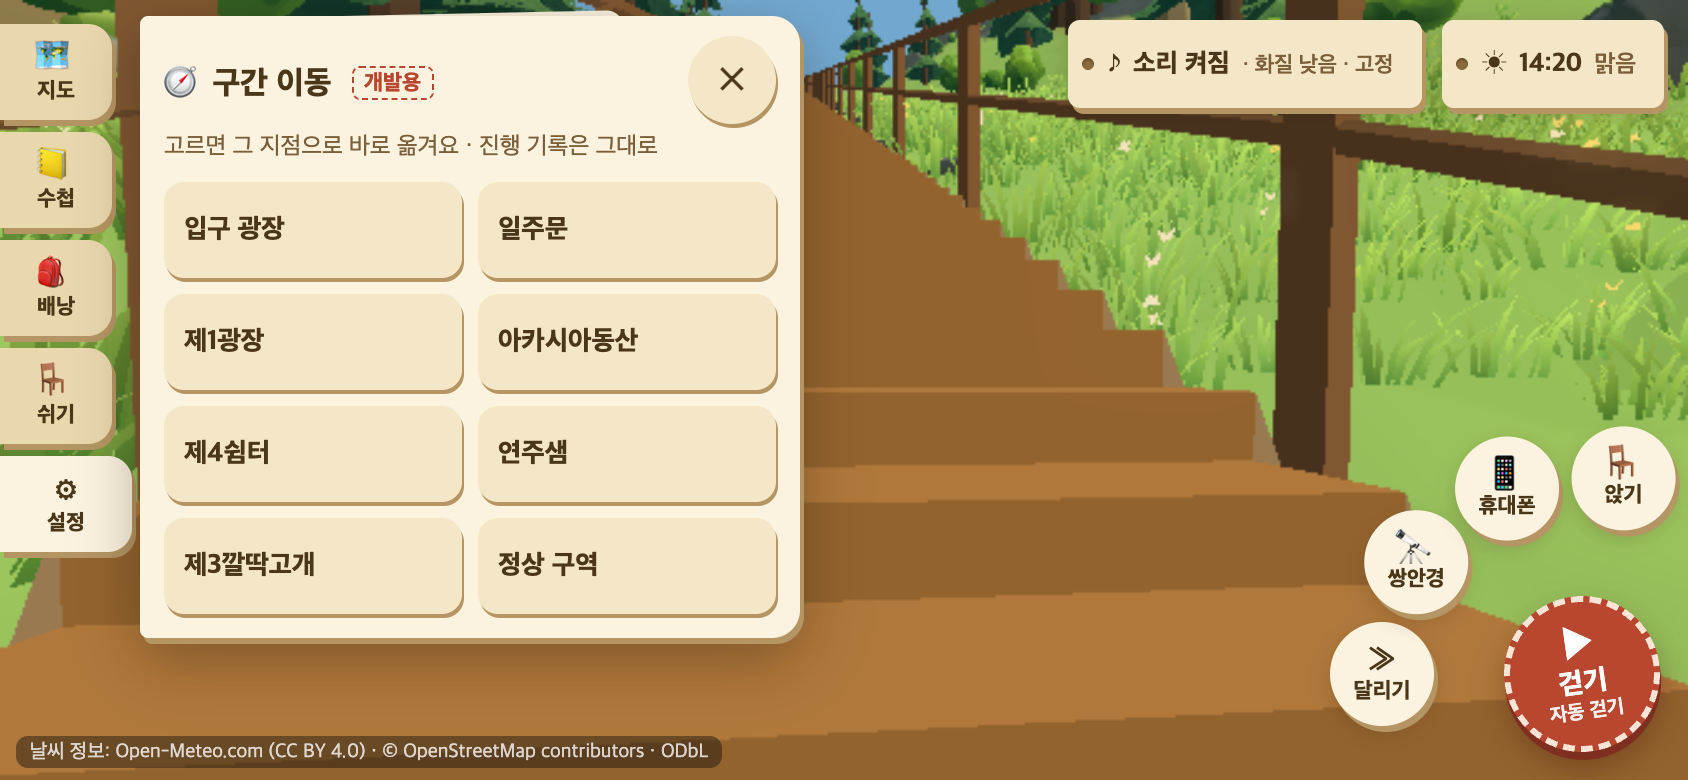 지도
수첩
배낭
쉬기
설정
구간 이동 개발용
고르면 그 지점으로 바로 옮겨요 · 진행 기록은 그대로
입구 광장
일주문
제1광장
아카시아동산
제4쉼터
연주샘
제3깔딱고개
정상 구역
♪ 소리 켜짐 · 화질 낮음 · 고정
14:20 맑음
휴대폰
앉기
쌍안경
달리기
걷기
자동 걷기
날씨 정보: Open-Meteo.com (CC BY 4.0) · © OpenStreetMap contributors · ODbL